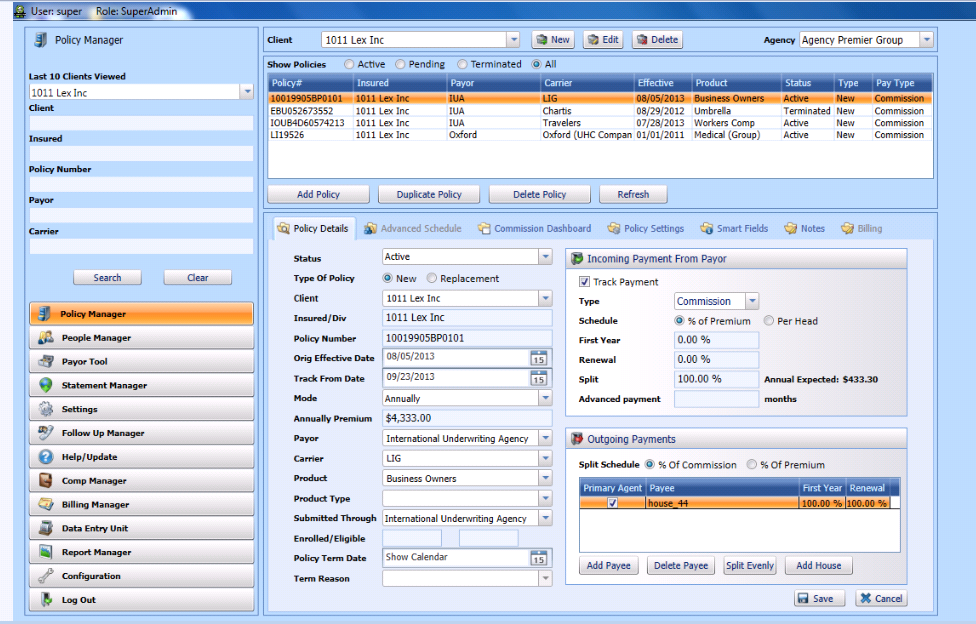 User: super Role: SuperAdmin
Policy Manager
Last 10 Clients Viewed
1011 Lex Inc
Client
Insured
Policy Number
Payor
Carrier
Search Clear
Policy Manager
People Manager
Payor Tool
Statement Manager
Settings
Follow Up Manager
Help/Update
Comp Manager
Billing Manager
Data Entry Unit
Report Manager
Configuration
Log Out
Client 1011 Lex Inc New Edit Delete Agency Agency Premier Group
Show Policies Active Pending Terminated All
Policy# Insured Payor Carrier Effective Product Status Type Pay Type
10019905BP0101 1011 Lex Inc IUA LIG 08/05/2013 Business Owners Active New Commission
EBU052673552 1011 Lex Inc IUA Chartis 08/29/2012 Umbrella Terminated New Commission
IOUB4D60574213 1011 Lex Inc IUA Travelers 07/28/2013 Workers Comp Active New Commission
LI19526 1011 Lex Inc Oxford Oxford (UHC Compan 01/01/2011 Medical (Group) Active New Commission
Add Policy Duplicate Policy Delete Policy Refresh
Policy Details Advanced Schedule Commission Dashboard Policy Settings Smart Fields Notes Billing
Status Active
Type Of Policy New Replacement
Client 1011 Lex Inc
Insured/Div 1011 Lex Inc
Policy Number 10019905BP0101
Orig Effective Date 08/05/2013 15
Track From Date 09/23/2013 15
Mode Annually
Annually Premium $4,333.00
Payor International Underwriting Agency
Carrier LIG
Product Business Owners
Product Type
Submitted Through International Underwriting Agency
Enrolled/Eligible
Policy Term Date Show Calendar 15
Term Reason
Incoming Payment From Payor
Track Payment
Type Commission
Schedule % of Premium Per Head
First Year 0.00 %
Renewal 0.00 %
Split 100.00 % Annual Expected: $433.30
Advanced payment months
Outgoing Payments
Split Schedule % Of Commission % Of Premium
Primary Agent Payee First Year Renewal
house_44 100.00 % 100.00 %
Add Payee Delete Payee Split Evenly Add House
Save Cancel